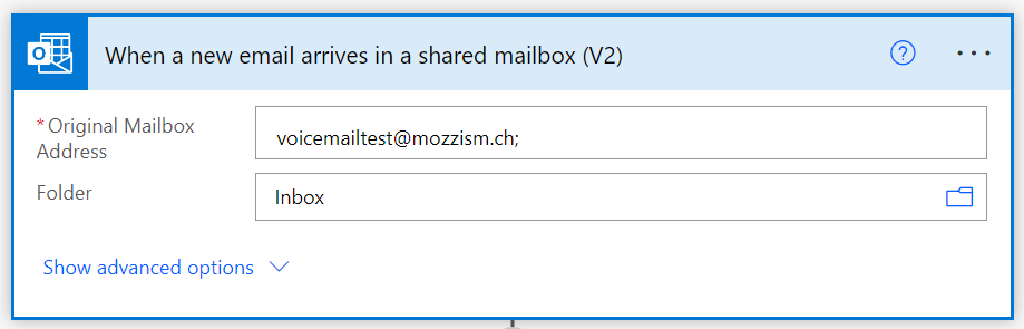 When a new email arrives in a shared mailbox (V2)
* Original Mailbox
Address
voicemailtest@mozzism.ch;
Folder
Inbox
Show advanced options